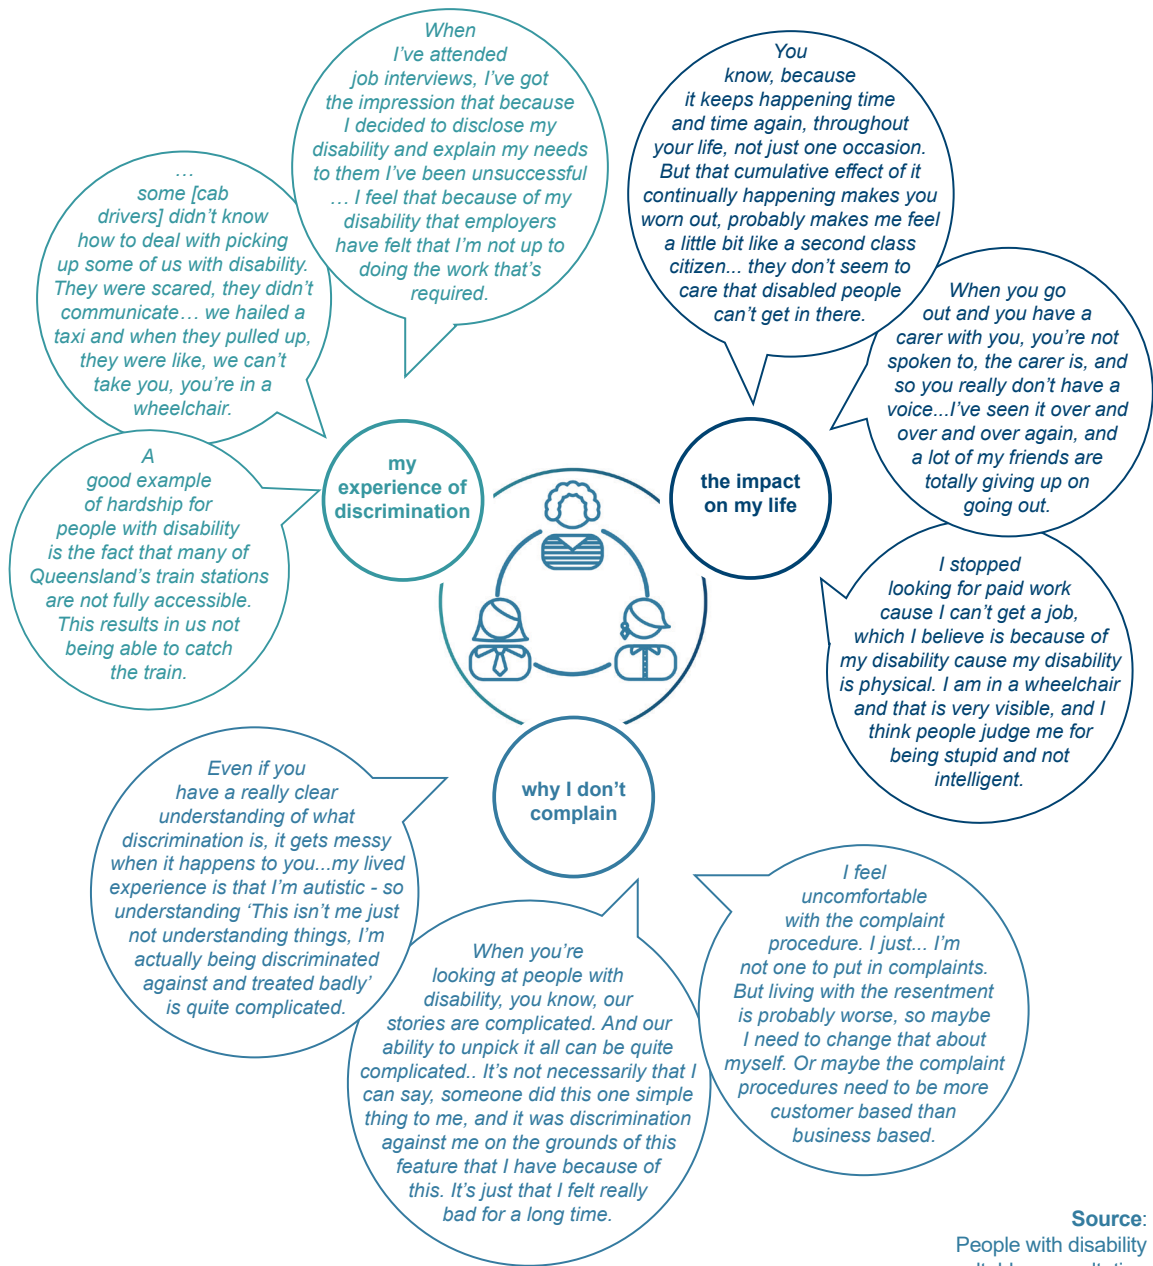 When
I've attended
job interviews, I've got
the impression that because
I decided to disclose my
disability and explain my needs
to them I've been unsuccessful
… I feel that because of my
disability that employers
have felt that I'm not up to
doing the work that's
required.
…
some [cab
drivers] didn't know
how to deal with picking
up some of us with disability.
They were scared, they didn't
communicate… we hailed a
taxi and when they pulled up,
they were like, we can't
take you, you're in a
wheelchair.
A
good example
of hardship for
people with disability
is the fact that many of
Queensland's train stations
are not fully accessible.
This results in us not
being able to catch
the train.
my
experience of
discrimination
You
know, because
it keeps happening time
and time again, throughout
your life, not just one occasion.
But that cumulative effect of it
continually happening makes you
worn out, probably makes me feel
a little bit like a second class
citizen... they don't seem to
care that disabled people
can't get in there.
When you go
out and you have a
carer with you, you're not
spoken to, the carer is, and
so you really don't have a
voice...I've seen it over and
over and over again, and
a lot of my friends are
totally giving up on
going out.
I stopped
looking for paid work
cause I can't get a job,
which I believe is because of
my disability cause my disability
is physical. I am in a wheelchair
and that is very visible, and I
think people judge me for
being stupid and not
intelligent.
the impact
on my life
why I don't
complain
Even if you
have a really clear
understanding of what
discrimination is, it gets messy
when it happens to you...my lived
experience is that I'm autistic - so
understanding 'This isn't me just
not understanding things, I'm
actually being discriminated
against and treated badly'
is quite complicated.
When you're
looking at people with
disability, you know, our
stories are complicated. And our
ability to unpick it all can be quite
complicated.. It's not necessarily that I
can say, someone did this one simple
thing to me, and it was discrimination
against me on the grounds of this
feature that I have because of
this. It's just that I felt really
bad for a long time.
I feel
uncomfortable
with the complaint
procedure. I just... I'm
not one to put in complaints.
But living with the resentment
is probably worse, so maybe
I need to change that about
myself. Or maybe the complaint
procedures need to be more
customer based than
business based.
Source:
People with disability